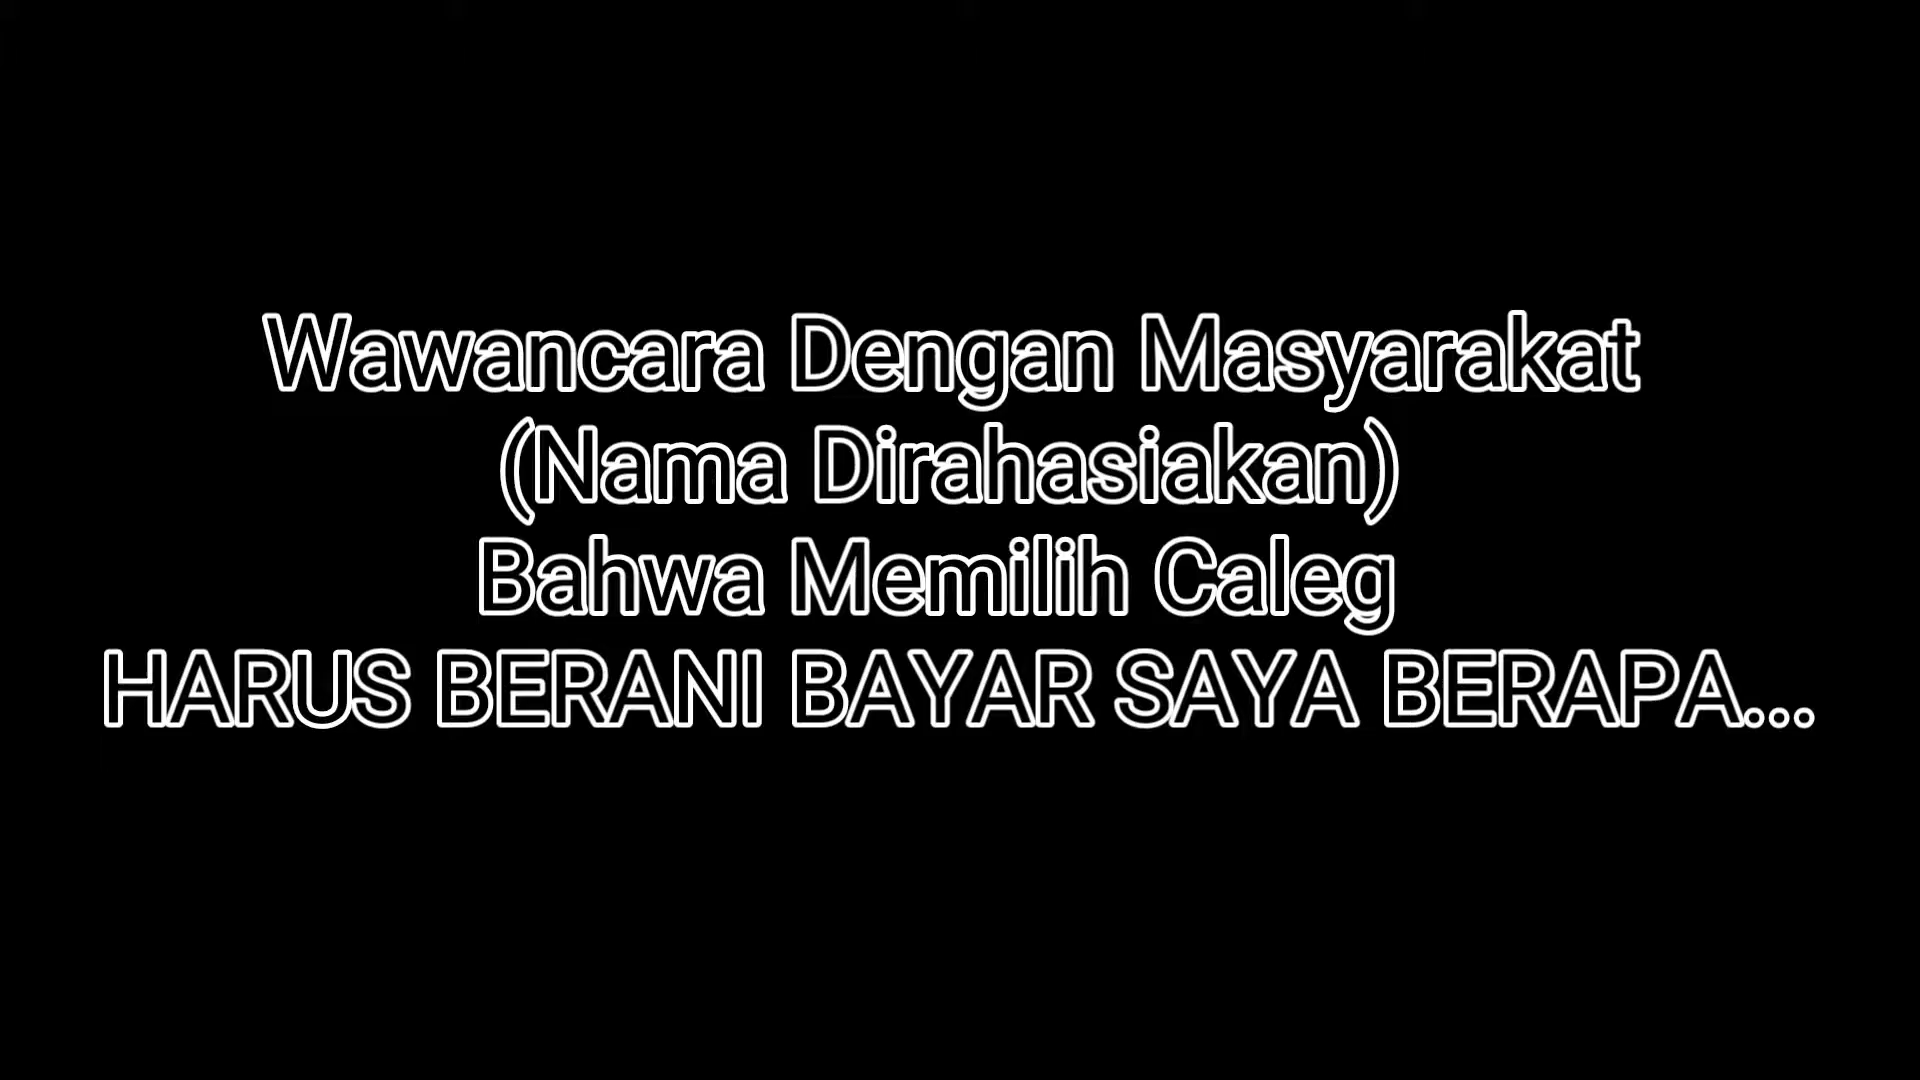 Wawancara Dengan Masyarakat
(Nama Dirahasiakan)
Bahwa Memilih Caleg
HARUS BERANI BAYAR SAYA BERAPA...